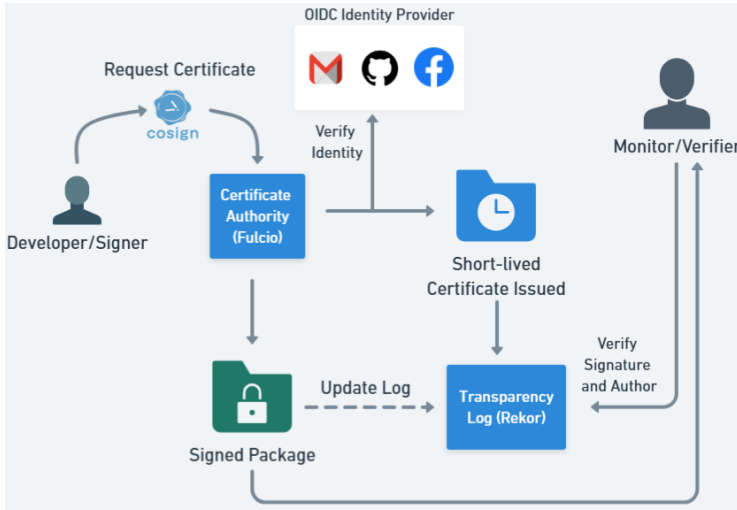 OIDC Identity Provider
Request Certificate
cosign
Verify
Identity
Monitor/Verifier
Developer/Signer
Certificate
Authority
(Fulcio)
Short-lived
Certificate Issued
Verify
Signature
and Author
Update Log
Transparency
Log (Rekor)
Signed Package